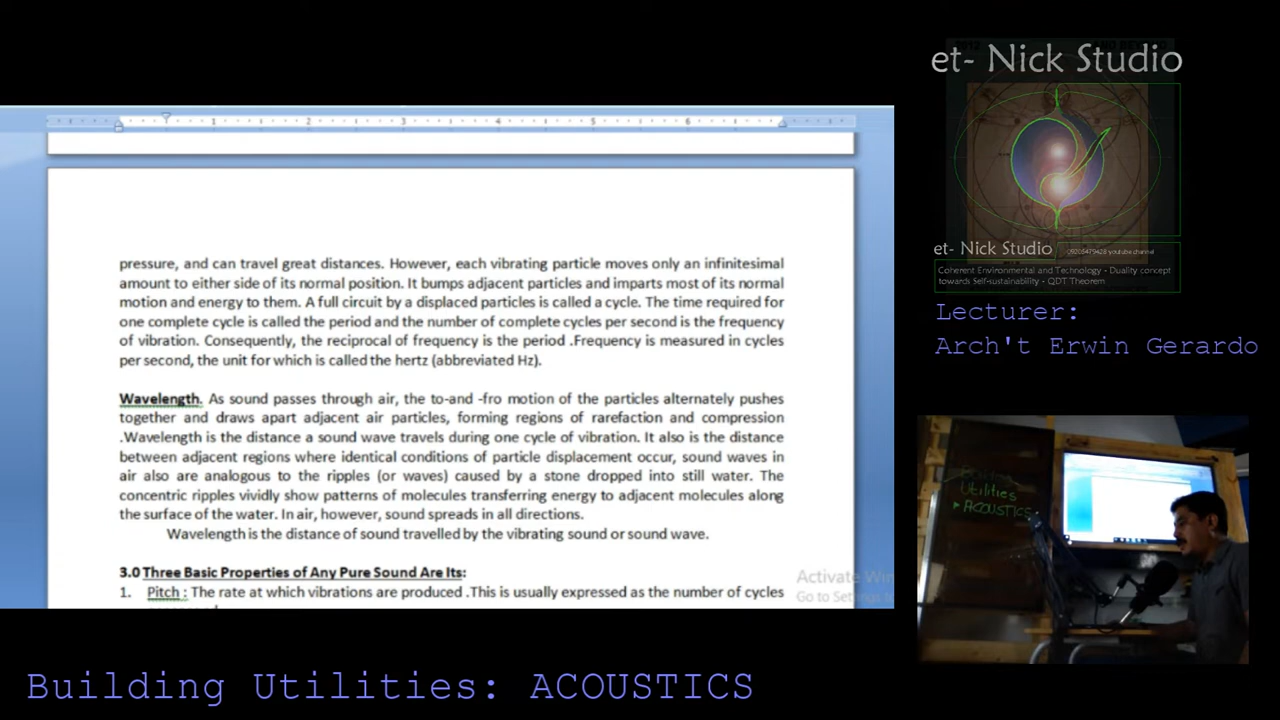 et- Nick Studio
pressure, and can travel great distances. However, each vibrating particle moves only an infinitesimal
amount to either side of its normal position. It bumps adjacent particles and imparts most of its normal
motion and energy to them. A full circuit by a displaced particles is called a cycle. The time required for
one complete cycle is called the period and the number of complete cycles per second is the frequency
of vibration. Consequently, the reciprocal of frequency is the period .Frequency is measured in cycles
per second, the unit for which is called the hertz (abbreviated Hz).
Wavelength. As sound passes through air, the to-and -fro motion of the particles alternately pushes
together and draws apart adjacent air particles, forming regions of rarefaction and compression
.Wavelength is the distance a sound wave travels during one cycle of vibration. It also is the distance
between adjacent regions where identical conditions of particle displacement occur, sound waves in
air also are analogous to the ripples (or waves) caused by a stone dropped into still water. The
concentric ripples vividly show patterns of molecules transferring energy to adjacent molecules along
the surface of the water. In air, however, sound spreads in all directions.
Wavelength is the distance of sound travelled by the vibrating sound or sound wave.
3.0 Three Basic Properties of Any Pure Sound Are Its:
1. Pitch : The rate at which vibrations are produced .This is usually expressed as the number of cycles
Activate Win
Go to Settings
et- Nick Studio
youtube channel
Coherent Environmental and Technology - Duality concept
towards Self-sustainability - QDT Theorem
Lecturer:
Arch't Erwin Gerardo
Utilities
ACOUSTICS
Building Utilities: ACOUSTICS